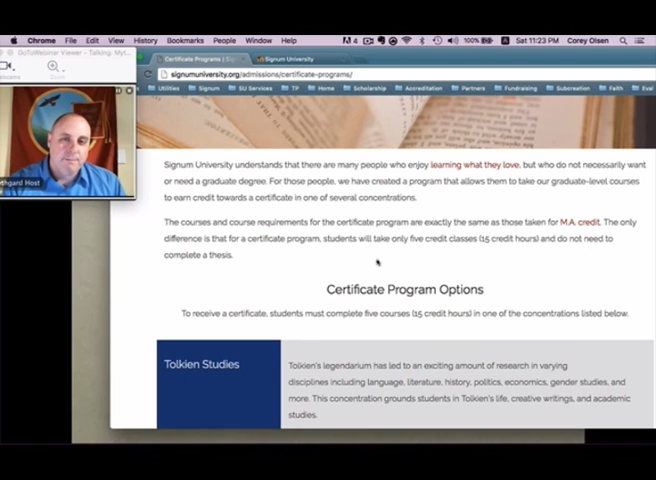 Chrome File Edit View History Bookmarks People Window Help 4 100% Sat 11:23 PM Corey Olsen
GoToWebinar Viewer - Talking: Myt
Certificate Programs | Signum University
signumuniversity.org/admissions/certificate-programs/
Utilities Signum SU Services TP Home Scholarship Accreditation Partners Fundraising Subcreation Faith Eval
Signum University understands that there are many people who enjoy learning what they love, but who do not necessarily want
or need a graduate degree. For those people, we have created a program that allows them to take our graduate-level courses
to earn credit towards a certificate in one of several concentrations.
The courses and course requirements for the certificate program are exactly the same as those taken for M.A. credit. The only
difference is that for a certificate program, students will take only five credit classes (15 credit hours) and do not need to
complete a thesis.
Certificate Program Options
To receive a certificate, students must complete five courses (15 credit hours) in one of the concentrations listed below.
Tolkien Studies
Tolkien's legendarium has led to an exciting amount of research in varying
disciplines including language, literature, history, politics, economics, gender studies, and
more. This concentration grounds students in Tolkien's life, creative writings, and academic
studies.
thgard Host